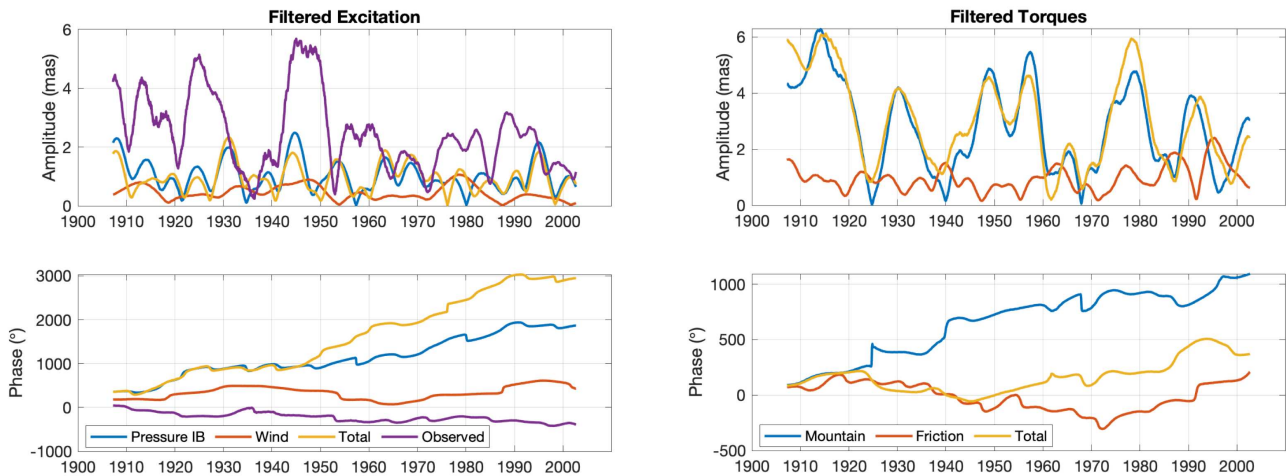 Filtered Excitation
6
4
2
0
Amplitude (mas)
1900 1910 1920 1930 1940 1950 1960 1970 1980 1990 2000
3000
2000
1000
0
-1000
Phase (°)
Pressure IB Wind Total Observed
1900 1910 1920 1930 1940 1950 1960 1970 1980 1990 2000
Filtered Torques
6
4
2
0
Amplitude (mas)
1900 1910 1920 1930 1940 1950 1960 1970 1980 1990 2000
1000
500
0
-500
Phase (°)
Mountain Friction Total
1900 1910 1920 1930 1940 1950 1960 1970 1980 1990 2000